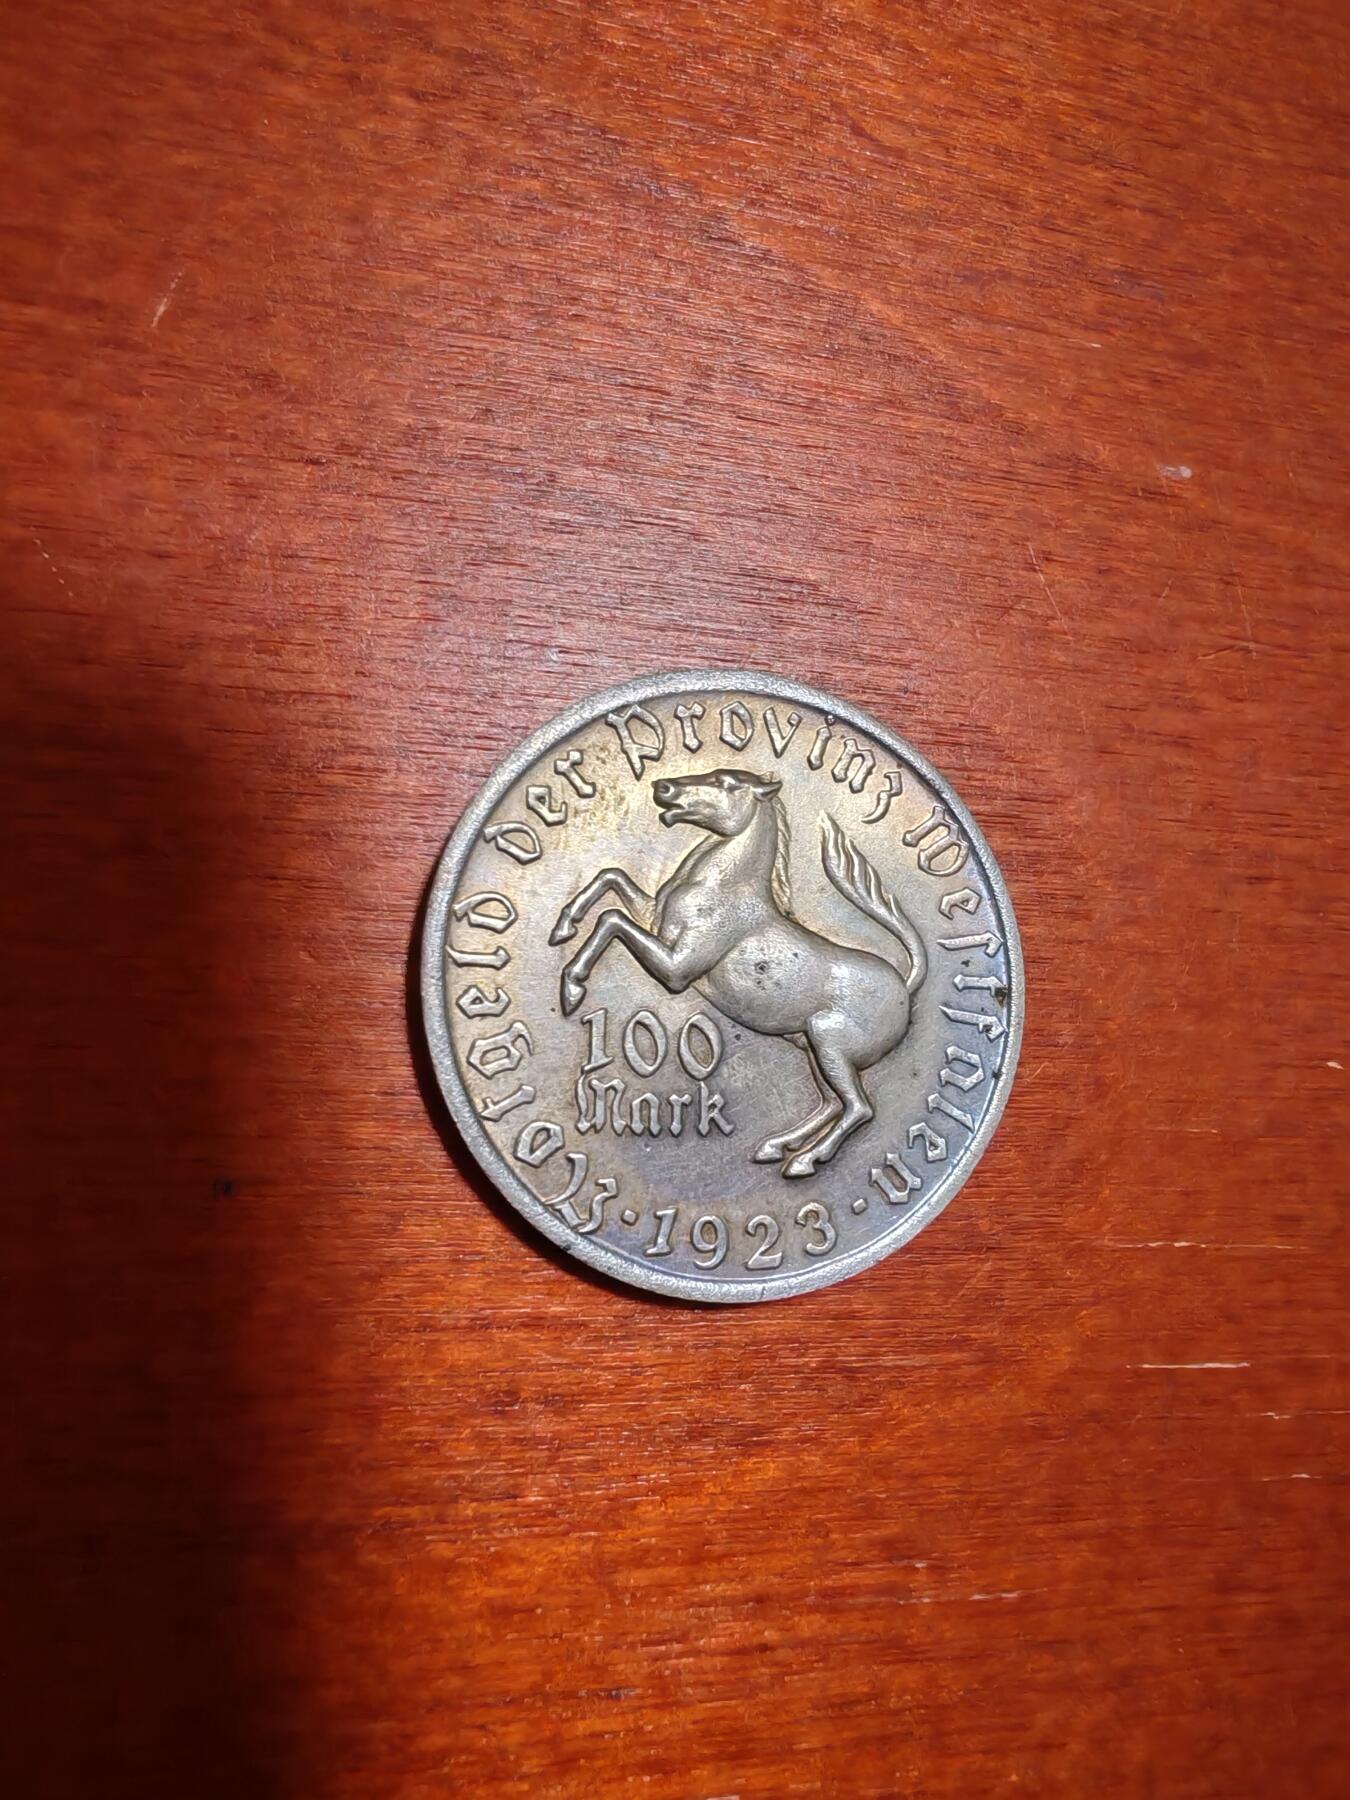 Notgeld der Provinz Westfalen
100
Mark
· 1923 ·